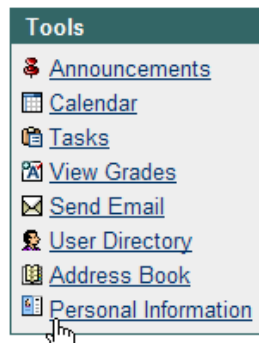 Tools
Announcements
Calendar
Tasks
View Grades
Send Email
User Directory
Address Book
Personal Information